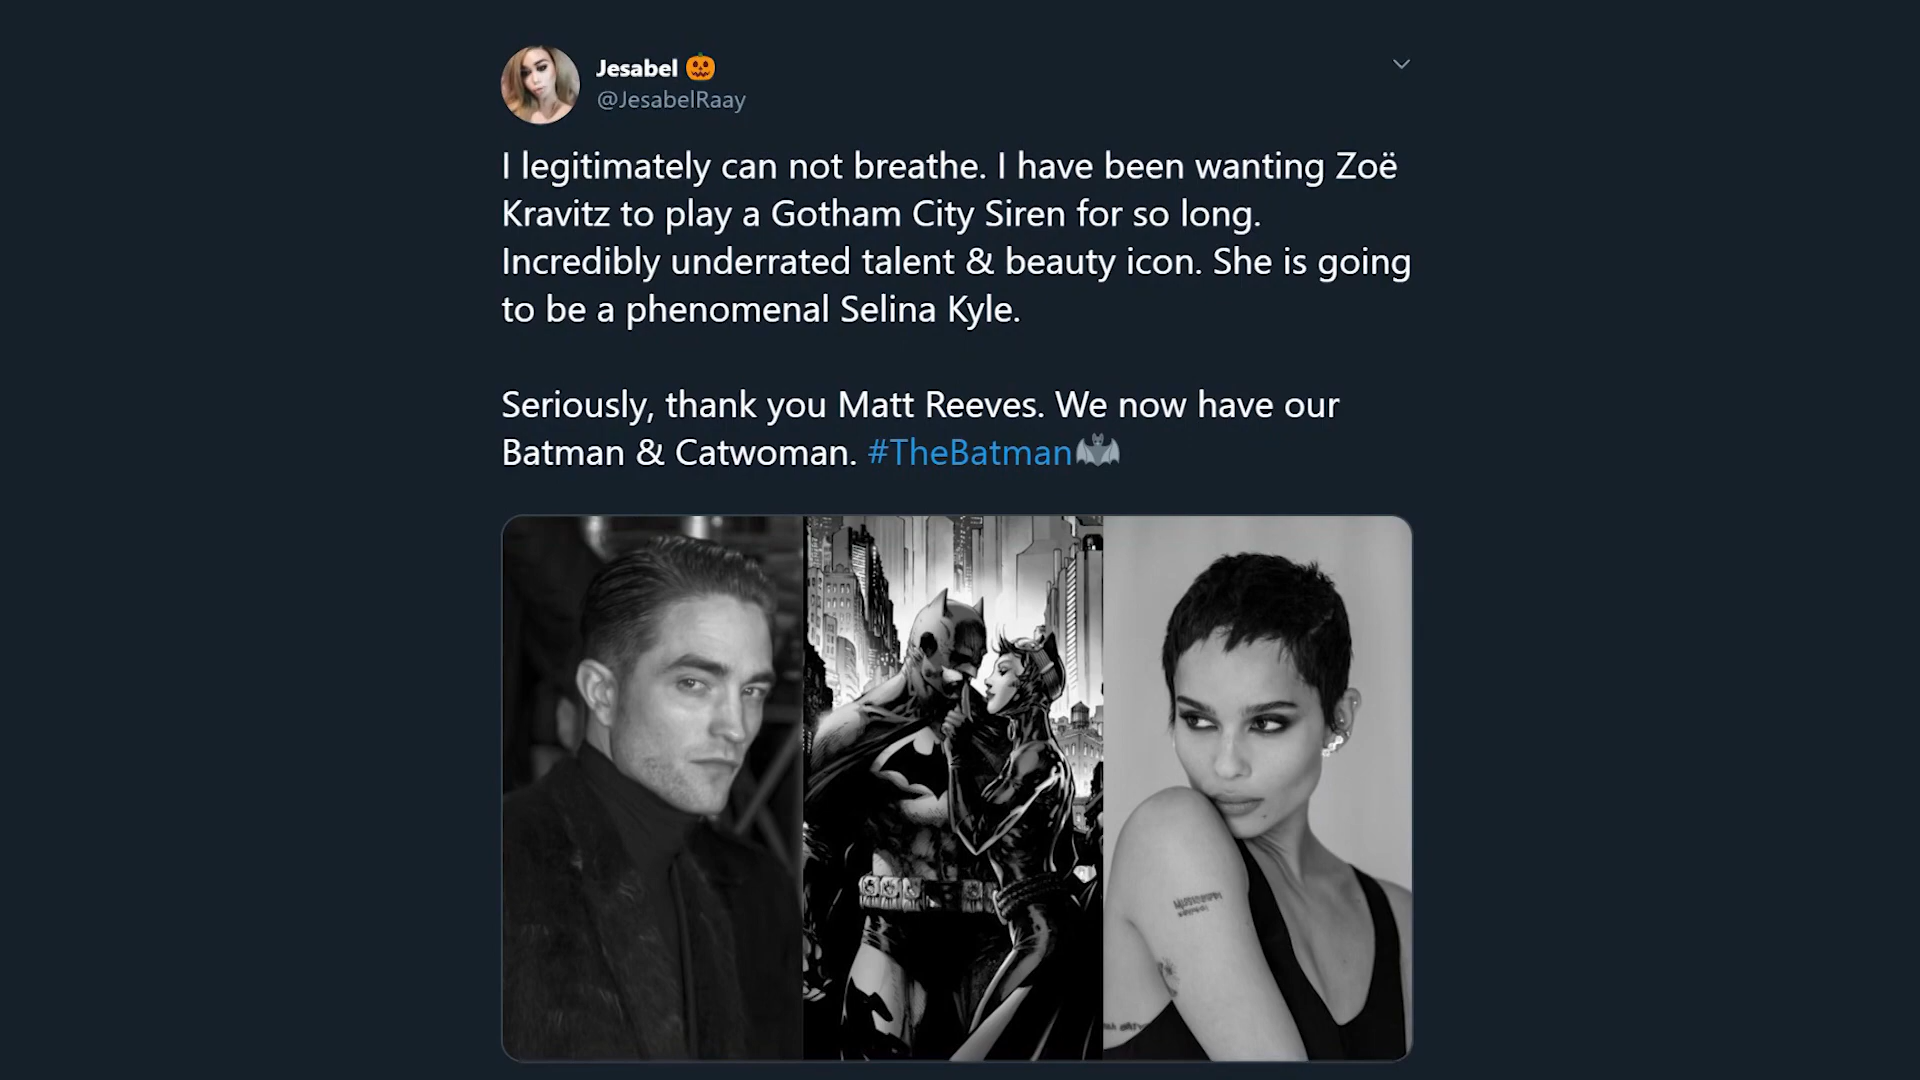 Jesabel 🎃
@JesabelRaay
I legitimately can not breathe. I have been wanting Zoë
Kravitz to play a Gotham City Siren for so long.
Incredibly underrated talent & beauty icon. She is going
to be a phenomenal Selina Kyle.
Seriously, thank you Matt Reeves. We now have our
Batman & Catwoman. #TheBatman